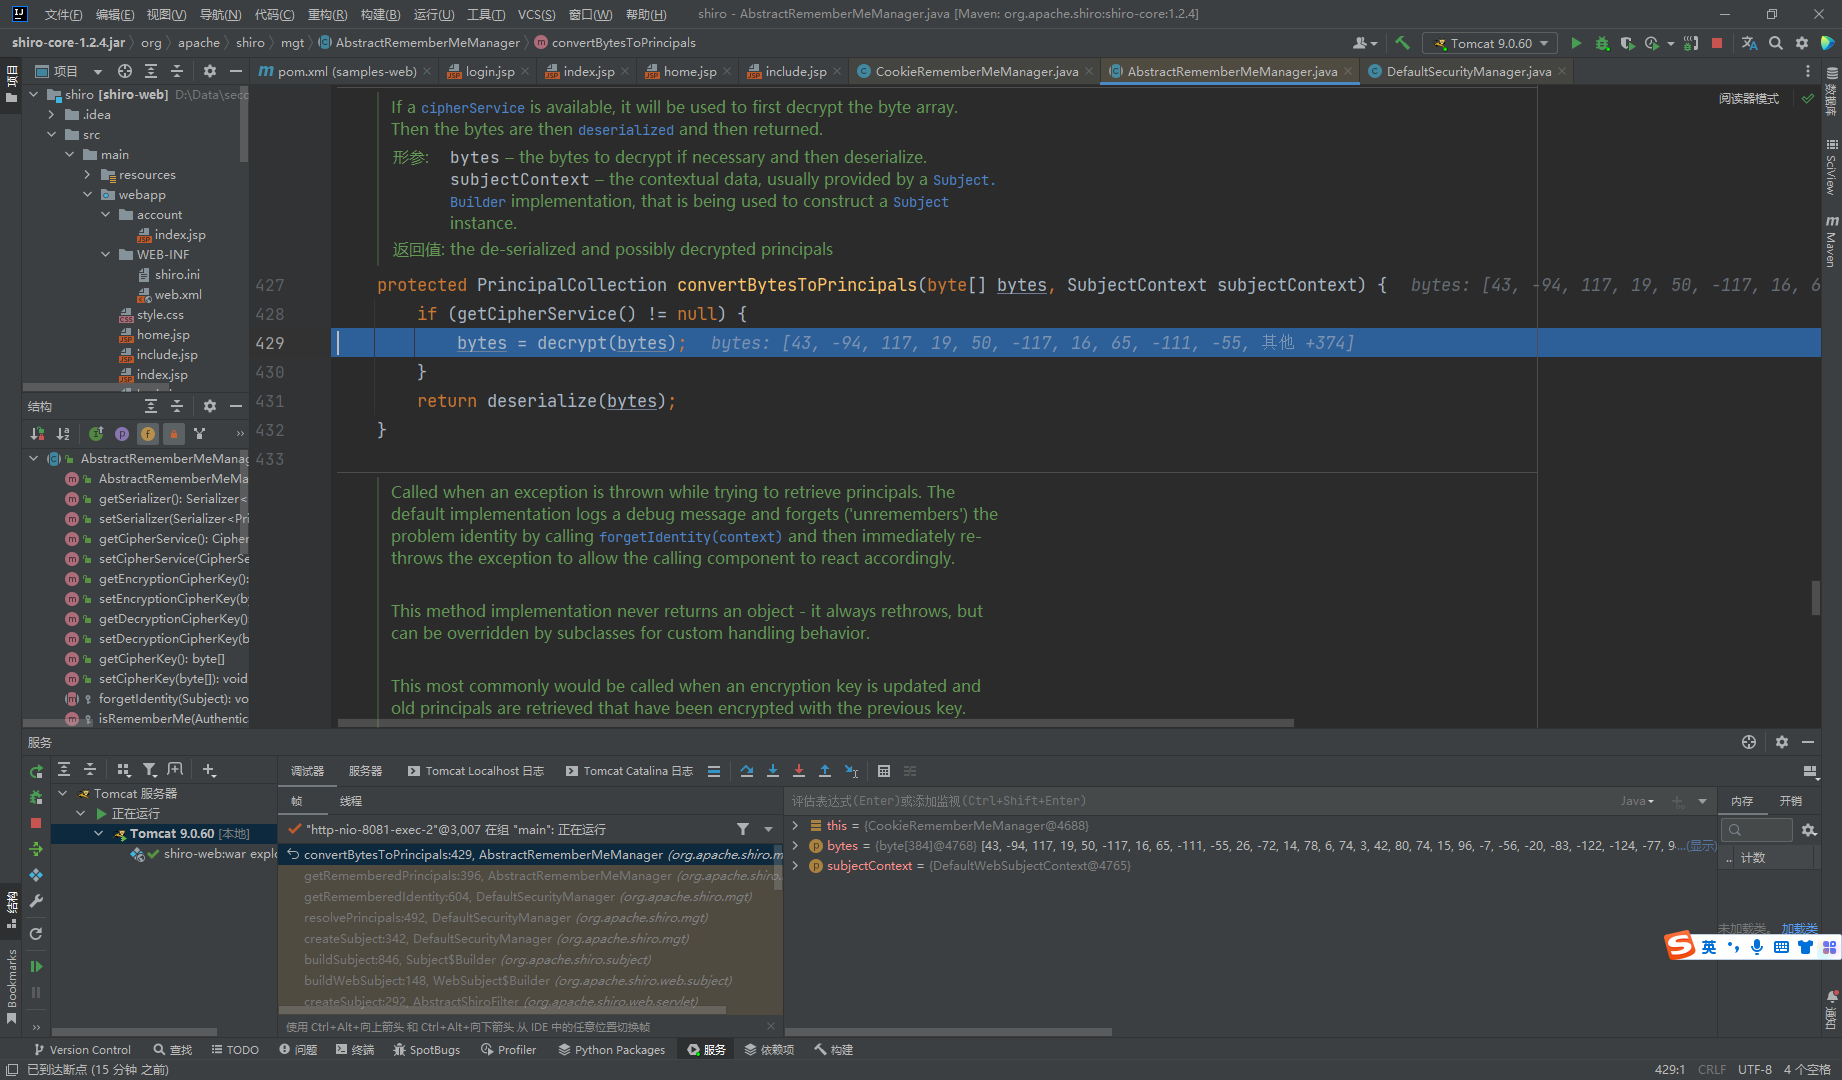 文件(F) 编辑(E) 视图(V) 导航(N) 代码(C) 重构(R) 构建(B) 运行(U) 工具(T) VCS(S) 窗口(W) 帮助(H) shiro - AbstractRememberMeManager.java [Maven: org.apache.shiro:shiro-core:1.2.4]
shiro-core-1.2.4.jar org apache shiro mgt AbstractRememberMeManager convertBytesToPrincipals Tomcat 9.0.60
项目 pom.xml (samples-web) login.jsp index.jsp home.jsp include.jsp CookieRememberMeManager.java AbstractRememberMeManager.java DefaultSecurityManager.java
shiro [shiro-web] D:\Data\sec
.idea
src
main
resources
webapp
account
index.jsp
WEB-INF
shiro.ini
web.xml
style.css
home.jsp
include.jsp
index.jsp
阅读器模式
If a cipherService is available, it will be used to first decrypt the byte array.
Then the bytes are then deserialized and then returned.
形参: bytes – the bytes to decrypt if necessary and then deserialize.
subjectContext – the contextual data, usually provided by a Subject.
Builder implementation, that is being used to construct a Subject
instance.
返回值: the de-serialized and possibly decrypted principals
427 protected PrincipalCollection convertBytesToPrincipals(byte[] bytes, SubjectContext subjectContext) { bytes: [43, -94, 117, 19, 50, -117, 16, 6
428 if (getCipherService() != null) {
429 bytes = decrypt(bytes); bytes: [43, -94, 117, 19, 50, -117, 16, 65, -111, -55, 其他 +374]
430 }
431 return deserialize(bytes);
432 }
433
Called when an exception is thrown while trying to retrieve principals. The
default implementation logs a debug message and forgets ('unremembers') the
problem identity by calling forgetIdentity(context) and then immediately re-
throws the exception to allow the calling component to react accordingly.
This method implementation never returns an object - it always rethrows, but
can be overridden by subclasses for custom handling behavior.
This most commonly would be called when an encryption key is updated and
old principals are retrieved that have been encrypted with the previous key.
结构
AbstractRememberMeManag
AbstractRememberMeMa
getSerializer(): Serializer<
setSerializer(Serializer<Pri
getCipherService(): Cipher
setCipherService(CipherSe
getEncryptionCipherKey():
setEncryptionCipherKey(by
getDecryptionCipherKey()
setDecryptionCipherKey(b
getCipherKey(): byte[]
setCipherKey(byte[]): void
forgetIdentity(Subject): vo
isRememberMe(Authentic
项目
结构
Bookmarks
数据库
SciView
Maven
通知
服务
Tomcat 服务器
正在运行
Tomcat 9.0.60 [本地]
shiro-web:war explo
调试器 服务器 Tomcat Localhost 日志 Tomcat Catalina 日志
帧 线程
"http-nio-8081-exec-2"@3,007 在组 "main": 正在运行
convertBytesToPrincipals:429, AbstractRememberMeManager (org.apache.shiro.m
getRememberedPrincipals:396, AbstractRememberMeManager (org.apache.shiro.
getRememberedIdentity:604, DefaultSecurityManager (org.apache.shiro.mgt)
resolvePrincipals:492, DefaultSecurityManager (org.apache.shiro.mgt)
createSubject:342, DefaultSecurityManager (org.apache.shiro.mgt)
buildSubject:846, Subject$Builder (org.apache.shiro.subject)
buildWebSubject:148, WebSubject$Builder (org.apache.shiro.web.subject)
createSubject:292, AbstractShiroFilter (org.apache.shiro.web.servlet)
使用 Ctrl+Alt+向上箭头 和 Ctrl+Alt+向下箭头 从 IDE 中的任意位置切换帧
评估表达式(Enter)或添加监视(Ctrl+Shift+Enter) Java
this = {CookieRememberMeManager@4688}
bytes = {byte[384]@4768} [43, -94, 117, 19, 50, -117, 16, 65, -111, -55, 26, -72, 14, 78, 6, 74, 3, 42, 80, 74, 15, 96, -7, -56, -20, -83, -122, -124, -77, 9...(显示)
subjectContext = {DefaultWebSubjectContext@4765}
内存 开销
.. 计数
未加载类。 加载类
英
Version Control 查找 TODO 问题 终端 SpotBugs Profiler Python Packages 服务 依赖项 构建
已到达断点 (15 分钟 之前) 429:1 CRLF UTF-8 4 个空格